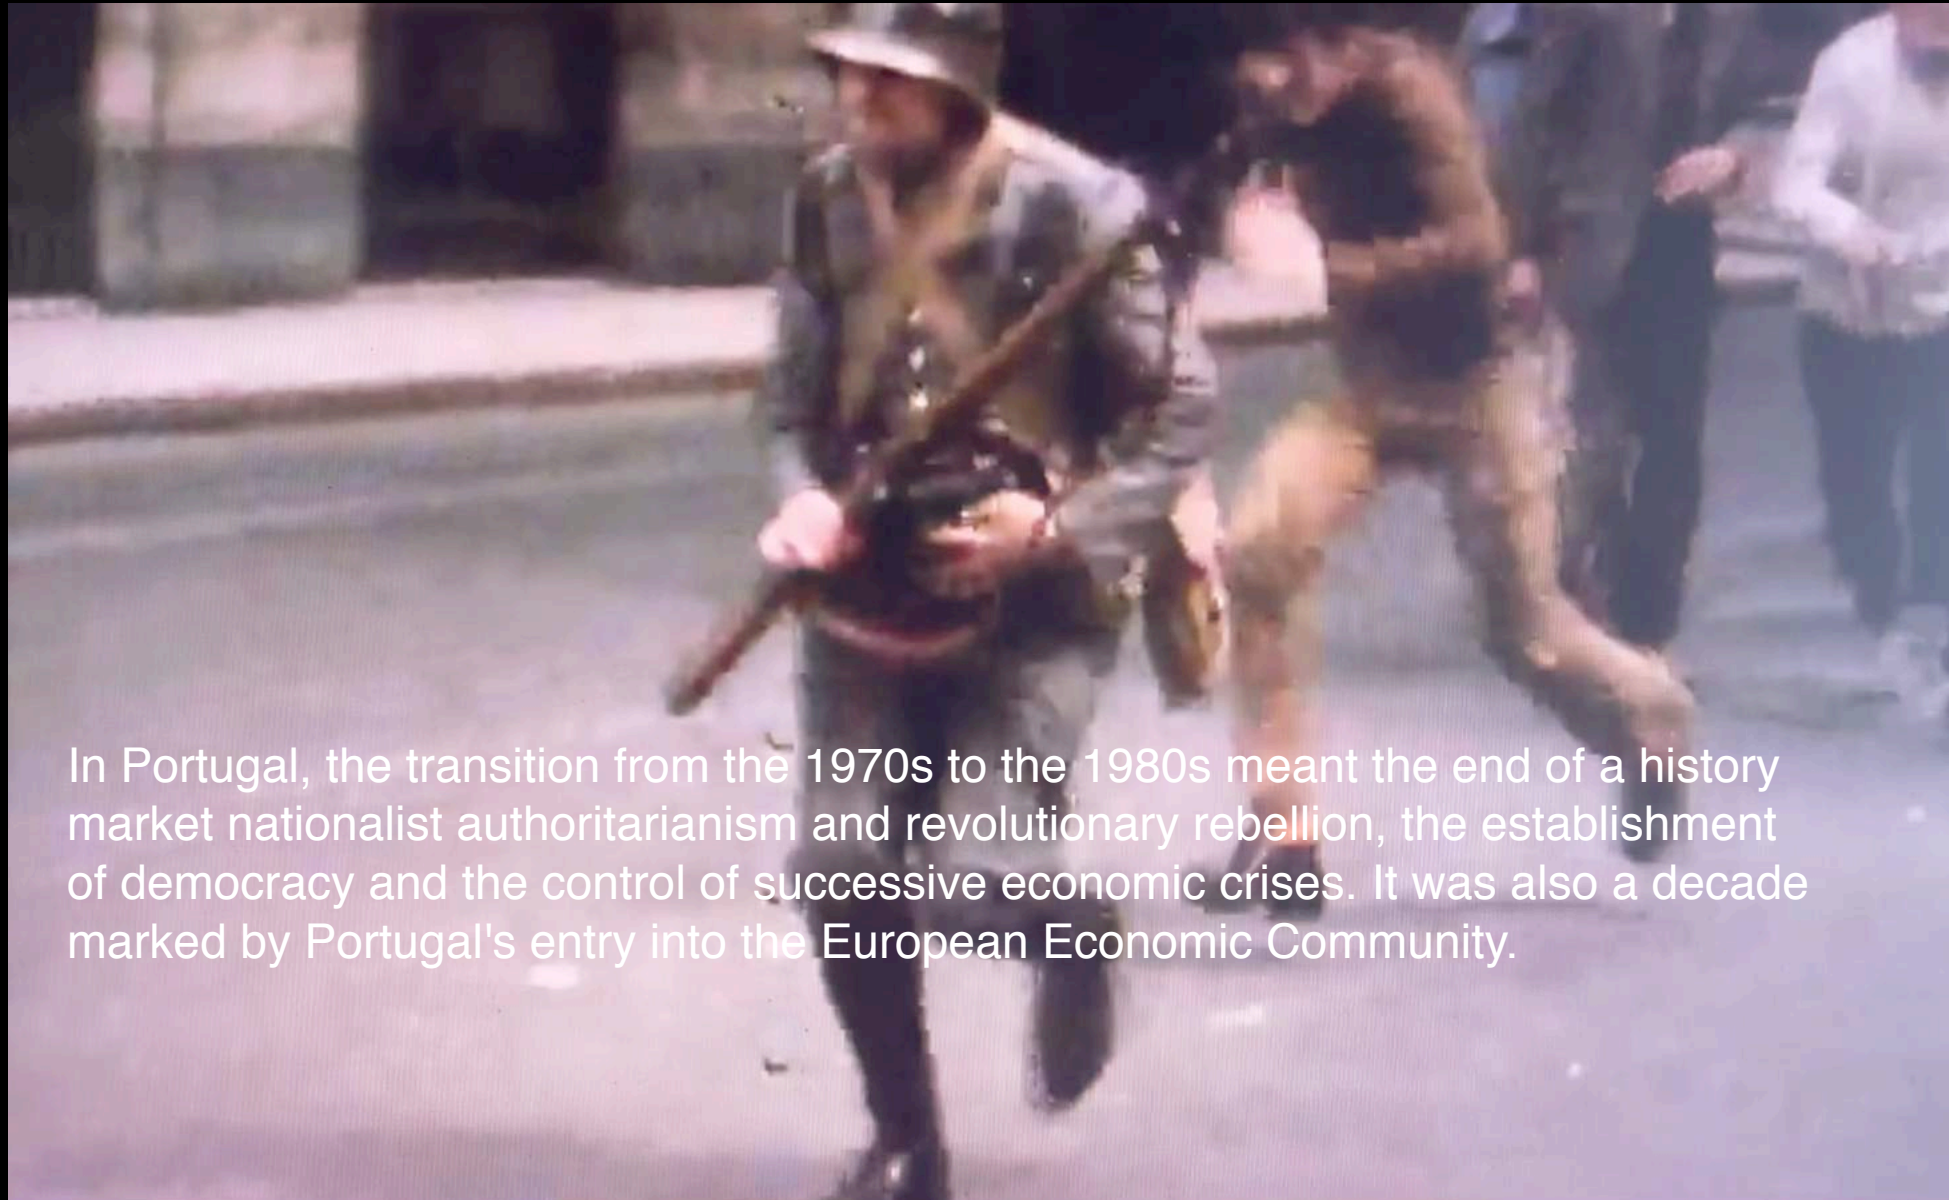 In Portugal, the transition from the 1970s to the 1980s meant the end of a history
market nationalist authoritarianism and revolutionary rebellion, the establishment
of democracy and the control of successive economic crises. It was also a decade
marked by Portugal's entry into the European Economic Community.